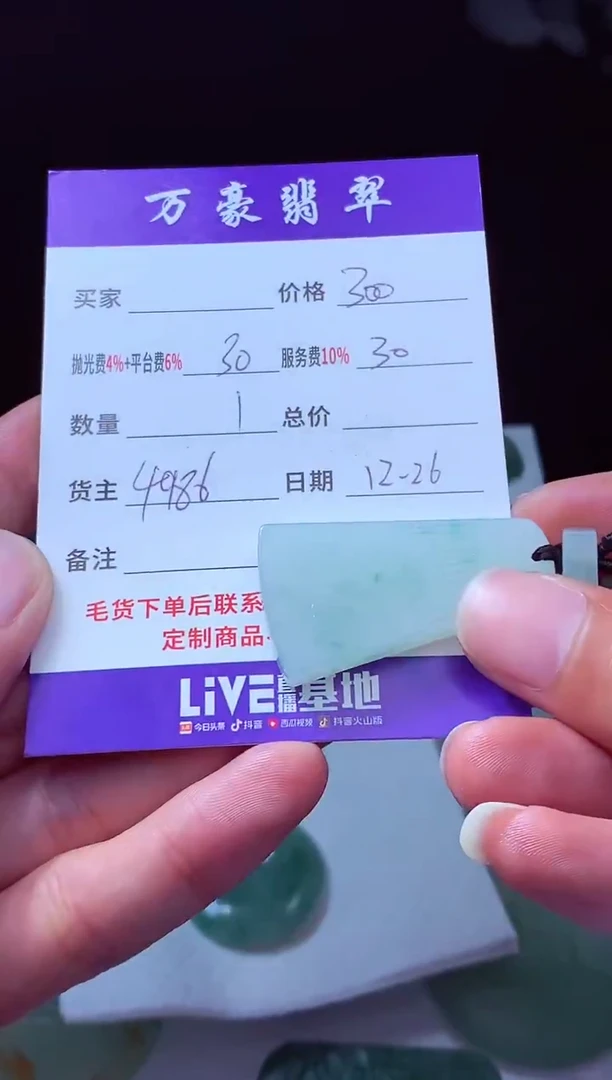 万豪翡翠
买家 价格 300
抛光费4%+平台费6% 30 服务费10% 30
数量 1 总价
货主 4986 日期 12-26
备注
毛货下单后联系
定制商品
LiVE直播基地
今日头条 抖音 西瓜视频 抖音火山版